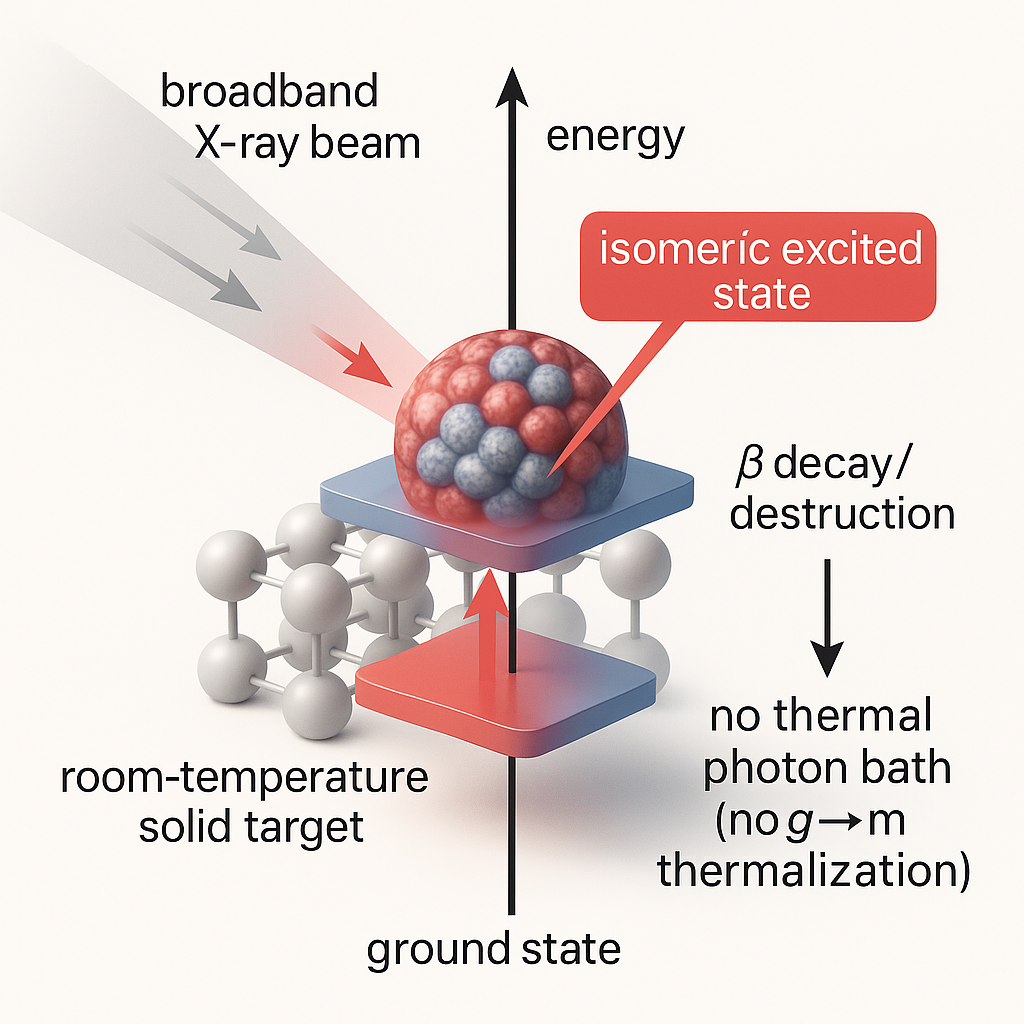 broadband
X-ray beam
energy
isomeríc excited
state
β decay/
destruction
no thermal
photon bath
(no g→m
thermalization)
room-temperature
solid target
ground state